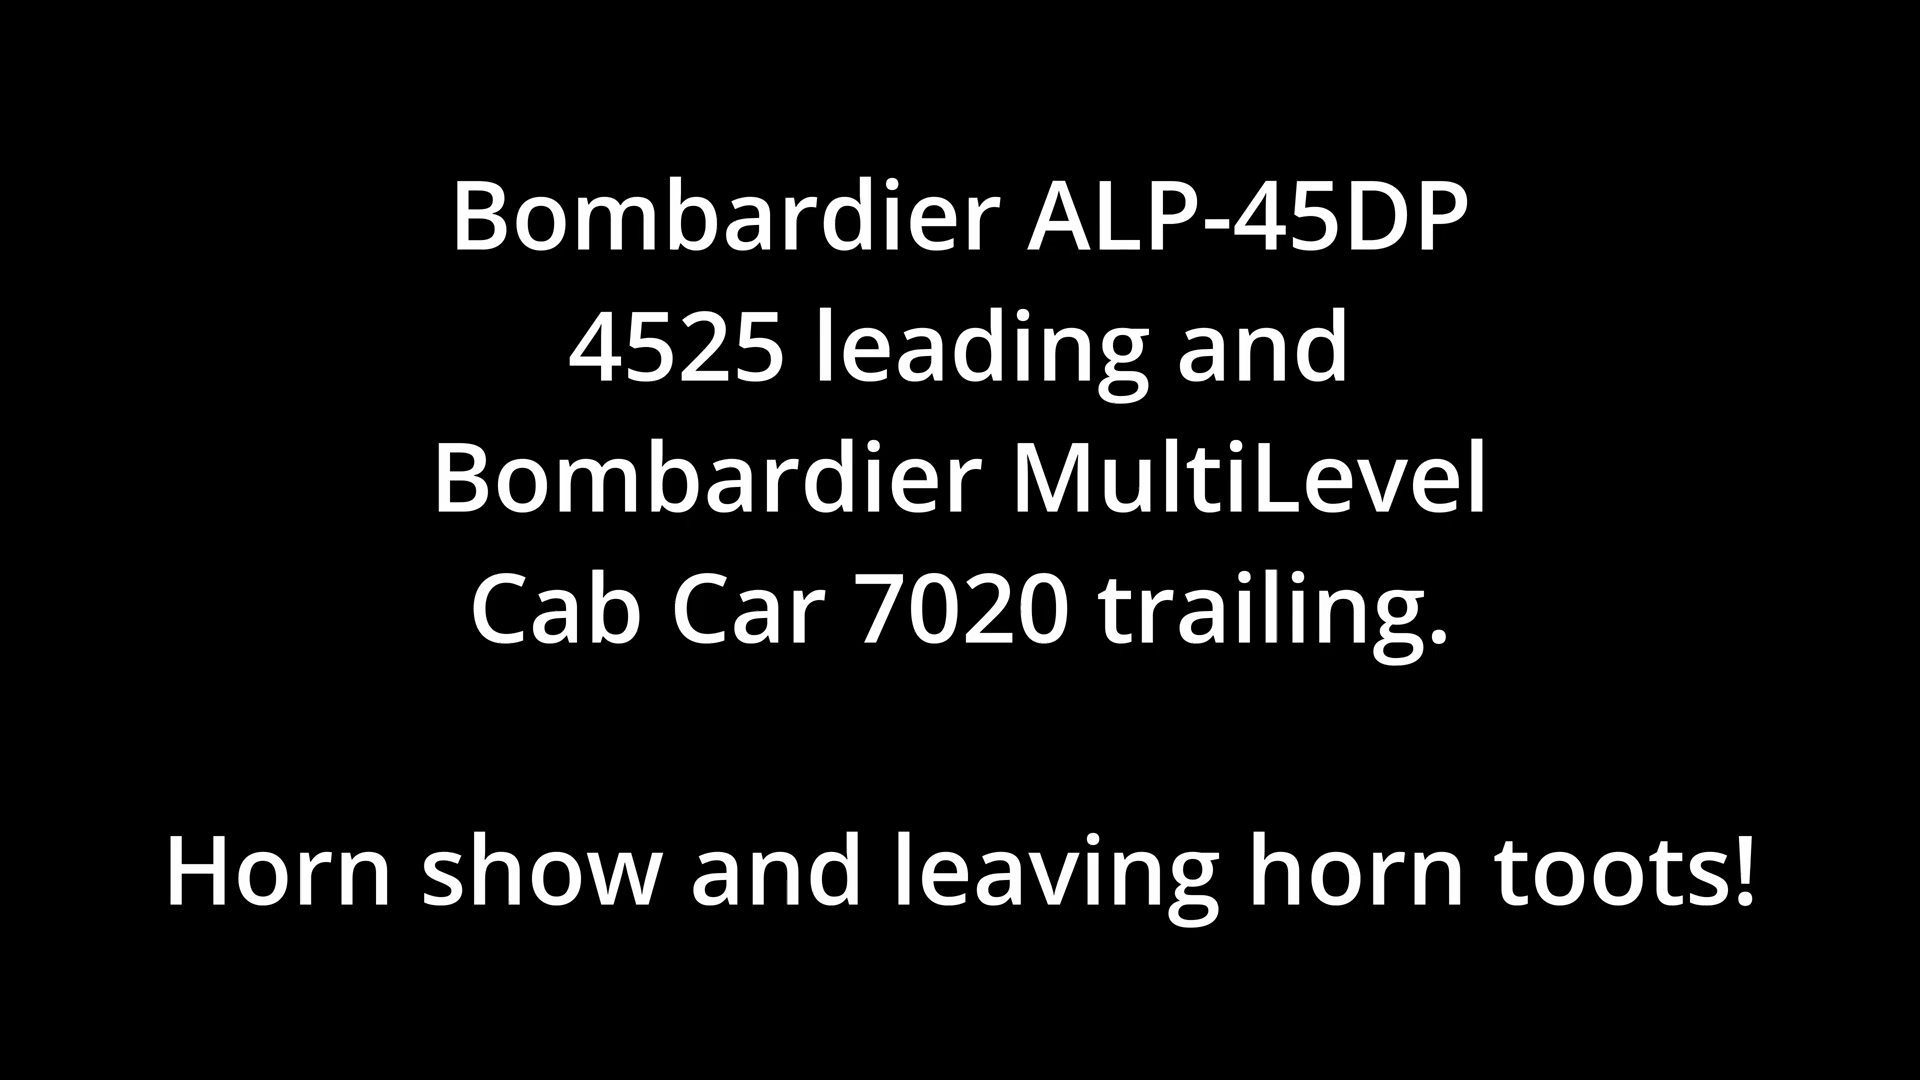 Bombardier ALP-45DP
4525 leading and
Bombardier MultiLevel
Cab Car 7020 trailing.
Horn show and leaving horn toots!